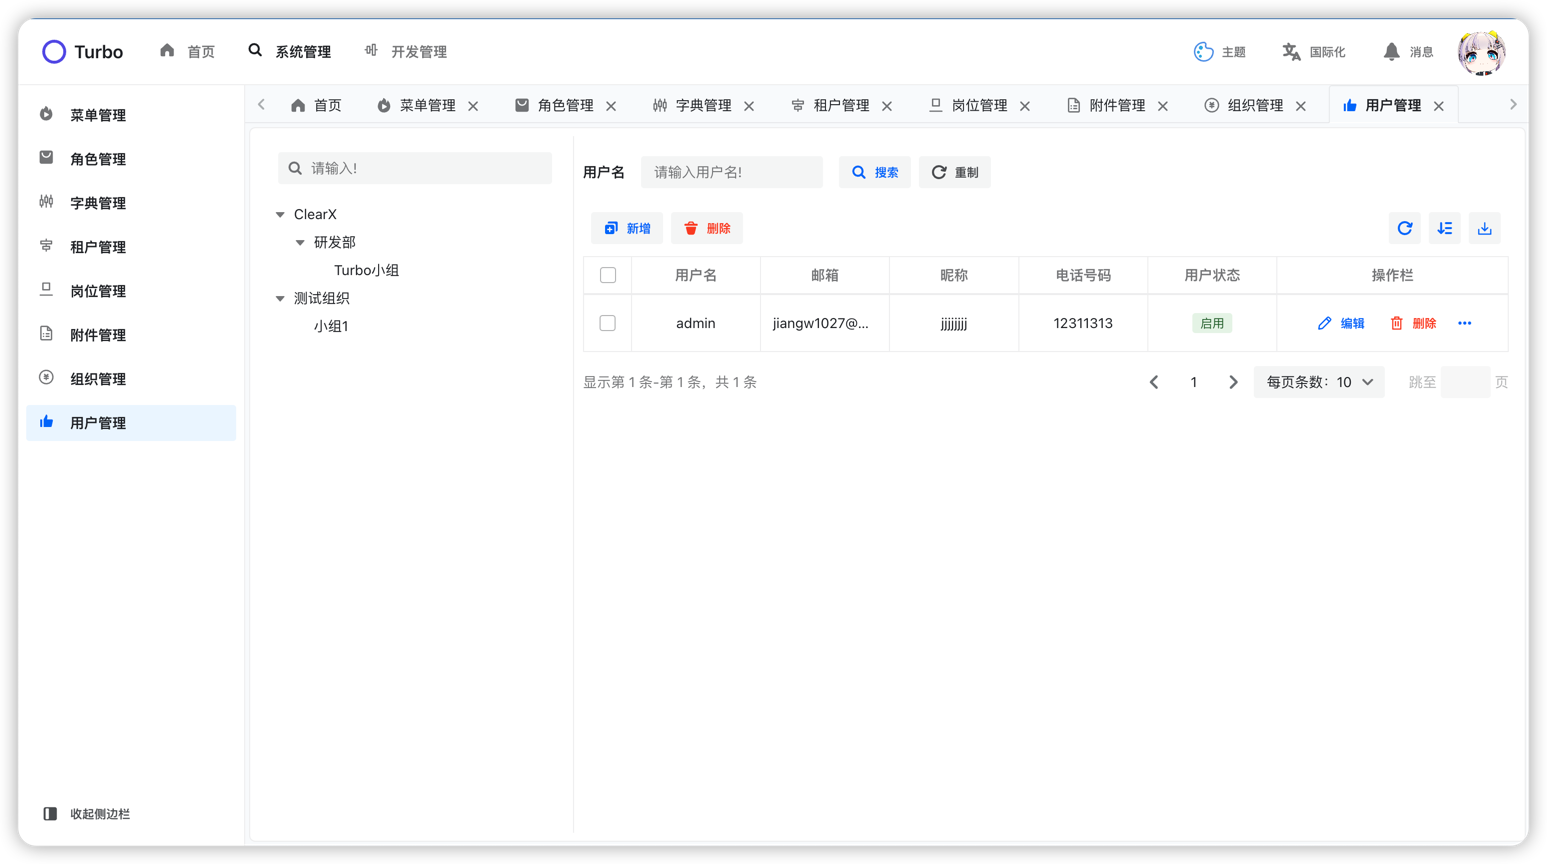 Turbo 首页 系统管理 开发管理 主题 国际化 消息
首页 菜单管理 角色管理 字典管理 租户管理 岗位管理 附件管理 组织管理 用户管理
菜单管理
角色管理
字典管理
租户管理
岗位管理
附件管理
组织管理
用户管理
收起侧边栏
请输入!
ClearX
研发部
Turbo小组
测试组织
小组1
用户名 请输入用户名! 搜索 重制
新增 删除
用户名 邮箱 昵称 电话号码 用户状态 操作栏
admin jiangw1027@... jjjjjjjj 12311313 启用 编辑 删除
显示第 1 条-第 1 条，共 1 条 1 每页条数：10 跳至 页